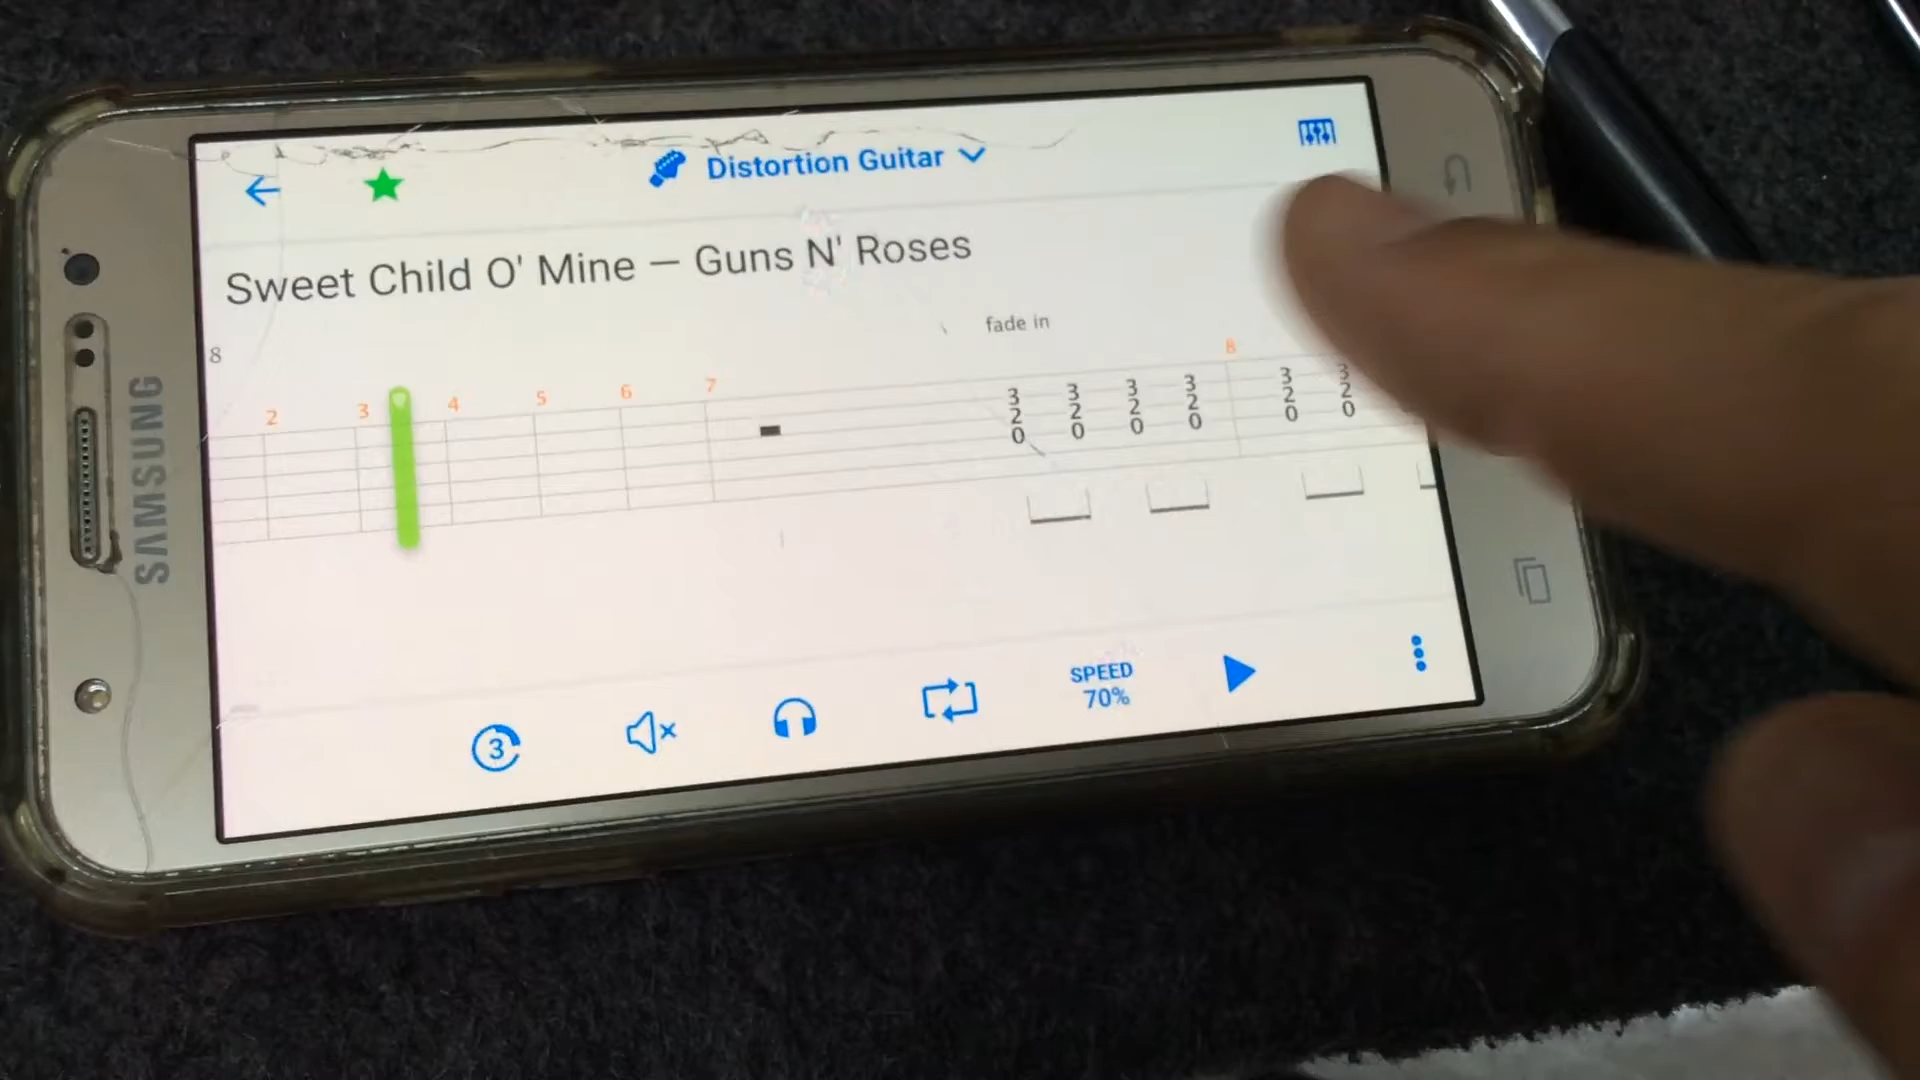 Distortion Guitar
Sweet Child O' Mine — Guns N' Roses
fade in
8
2 3 4 5 6 7 8
3 3 3 3 3 3
2 2 2 2 2 2
0 0 0 0 0 0
3
SPEED
70%
SAMSUNG